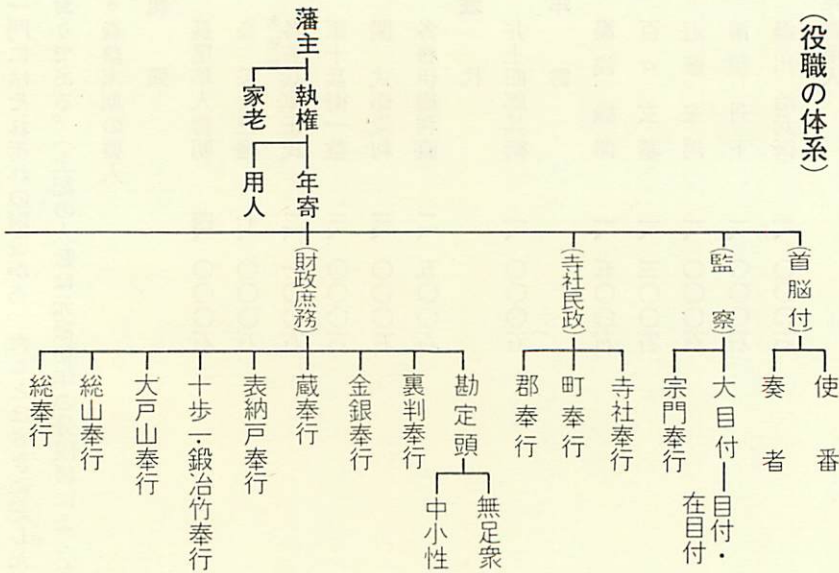 (役職の体系)
藩主
執権
家老
年寄
用人
(首脳付)
使番
奏者
(監察)
大目付
目付・
在目付
宗門奉行
(寺社民政)
寺社奉行
町奉行
郡奉行
(財政庶務)
勘定頭
無足衆
中小性
裏判奉行
金銀奉行
蔵奉行
表納戸奉行
十歩一・鍛冶・竹奉行
大戸山奉行
総山奉行
総奉行